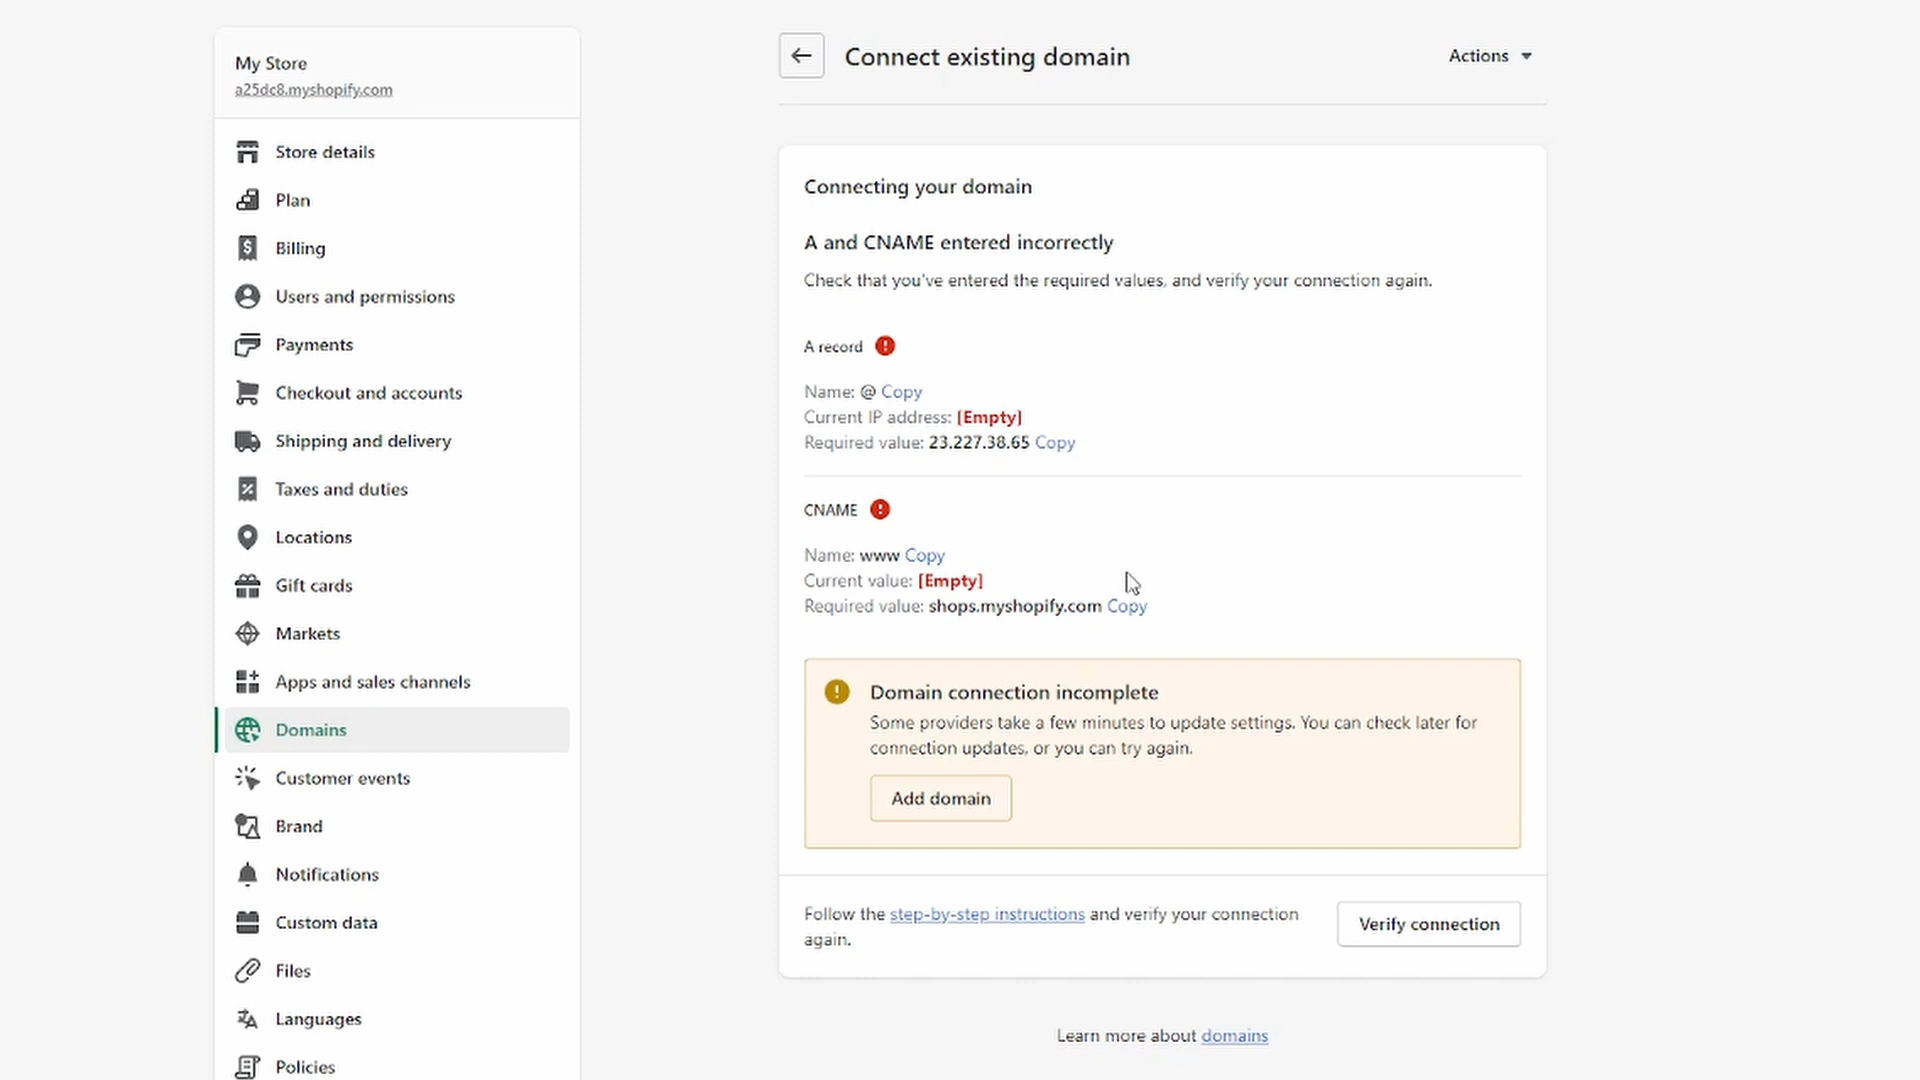 My Store
a25dc8.myshopify.com
Store details
Plan
Billing
Users and permissions
Payments
Checkout and accounts
Shipping and delivery
Taxes and duties
Locations
Gift cards
Markets
Apps and sales channels
Domains
Customer events
Brand
Notifications
Custom data
Files
Languages
Policies
Connect existing domain
Actions
Connecting your domain
A and CNAME entered incorrectly
Check that you've entered the required values, and verify your connection again.
A record
Name: @ Copy
Current IP address: [Empty]
Required value: 23.227.38.65 Copy
CNAME
Name: www Copy
Current value: [Empty]
Required value: shops.myshopify.com Copy
Domain connection incomplete
Some providers take a few minutes to update settings. You can check later for
connection updates, or you can try again.
Add domain
Follow the step-by-step instructions and verify your connection
again.
Verify connection
Learn more about domains